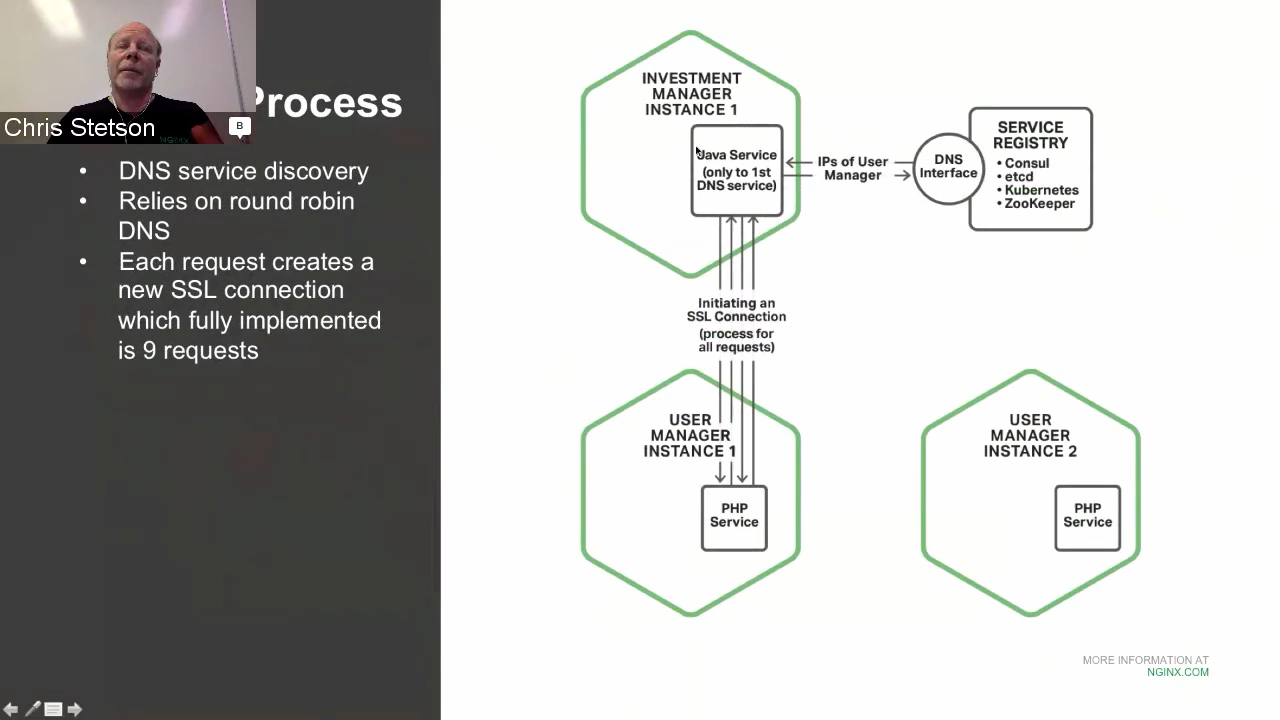 Chris Stetson
B
Process
• DNS service discovery
• Relies on round robin
DNS
• Each request creates a
new SSL connection
which fully implemented
is 9 requests
INVESTMENT
MANAGER
INSTANCE 1
Java Service
(only to 1st
DNS service)
IPs of User
Manager
DNS
Interface
SERVICE
REGISTRY
• Consul
• etcd
• Kubernetes
• ZooKeeper
Initiating an
SSL Connection
(process for
all requests)
USER
MANAGER
INSTANCE 1
PHP
Service
USER
MANAGER
INSTANCE 2
PHP
Service
MORE INFORMATION AT
NGINX.COM